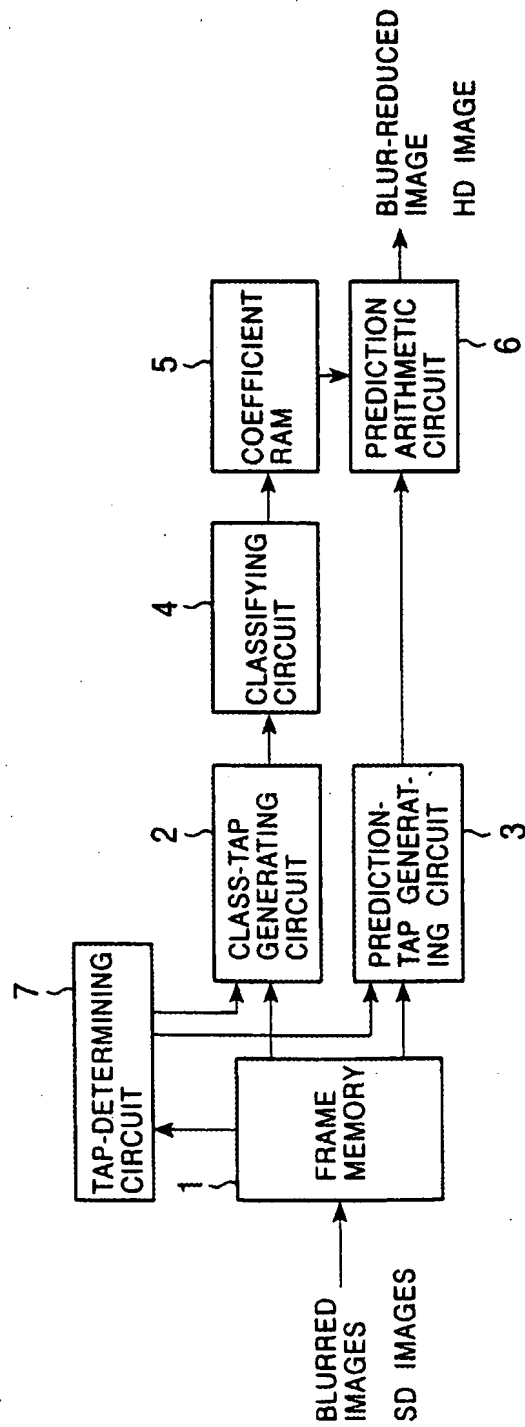 7
TAP-DETERMINING
CIRCUIT
1
FRAME
MEMORY
BLURRED
IMAGES
SD IMAGES
2
CLASS-TAP
GENERATING
CIRCUIT
PREDICTION-
TAP GENERAT-
ING CIRCUIT
3
4
CLASSIFYING
CIRCUIT
5
COEFFICIENT
RAM
PREDICTION
ARITHMETIC
CIRCUIT
6
BLUR-REDUCED
IMAGE
HD IMAGE